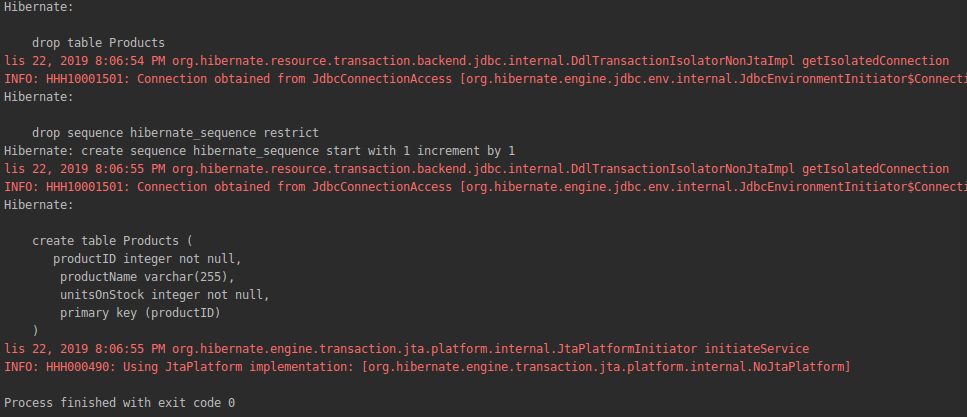 Hibernate:
drop table Products
lis 22, 2019 8:06:54 PM org.hibernate.resource.transaction.backend.jdbc.internal.DdlTransactionIsolatorNonJtaImpl getIsolatedConnection
INFO: HHH10001501: Connection obtained from JdbcConnectionAccess [org.hibernate.engine.jdbc.env.internal.JdbcEnvironmentInitiator$Connecti
Hibernate:
drop sequence hibernate_sequence restrict
Hibernate: create sequence hibernate_sequence start with 1 increment by 1
lis 22, 2019 8:06:55 PM org.hibernate.resource.transaction.backend.jdbc.internal.DdlTransactionIsolatorNonJtaImpl getIsolatedConnection
INFO: HHH10001501: Connection obtained from JdbcConnectionAccess [org.hibernate.engine.jdbc.env.internal.JdbcEnvironmentInitiator$Connecti
Hibernate:
create table Products (
productID integer not null,
productName varchar(255),
unitsOnStock integer not null,
primary key (productID)
)
lis 22, 2019 8:06:55 PM org.hibernate.engine.transaction.jta.platform.internal.JtaPlatformInitiator initiateService
INFO: HHH000490: Using JtaPlatform implementation: [org.hibernate.engine.transaction.jta.platform.internal.NoJtaPlatform]
Process finished with exit code 0